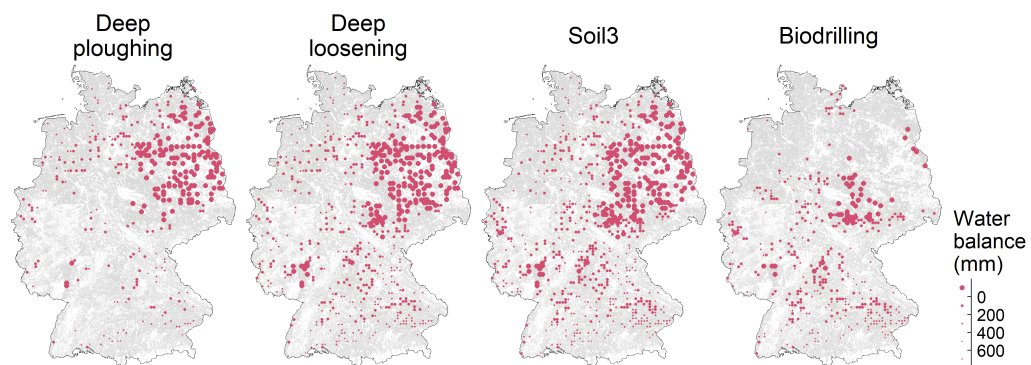 Deep
ploughing
Deep
loosening
Soil3
Biodrilling
Water
balance
(mm)
0
200
400
600